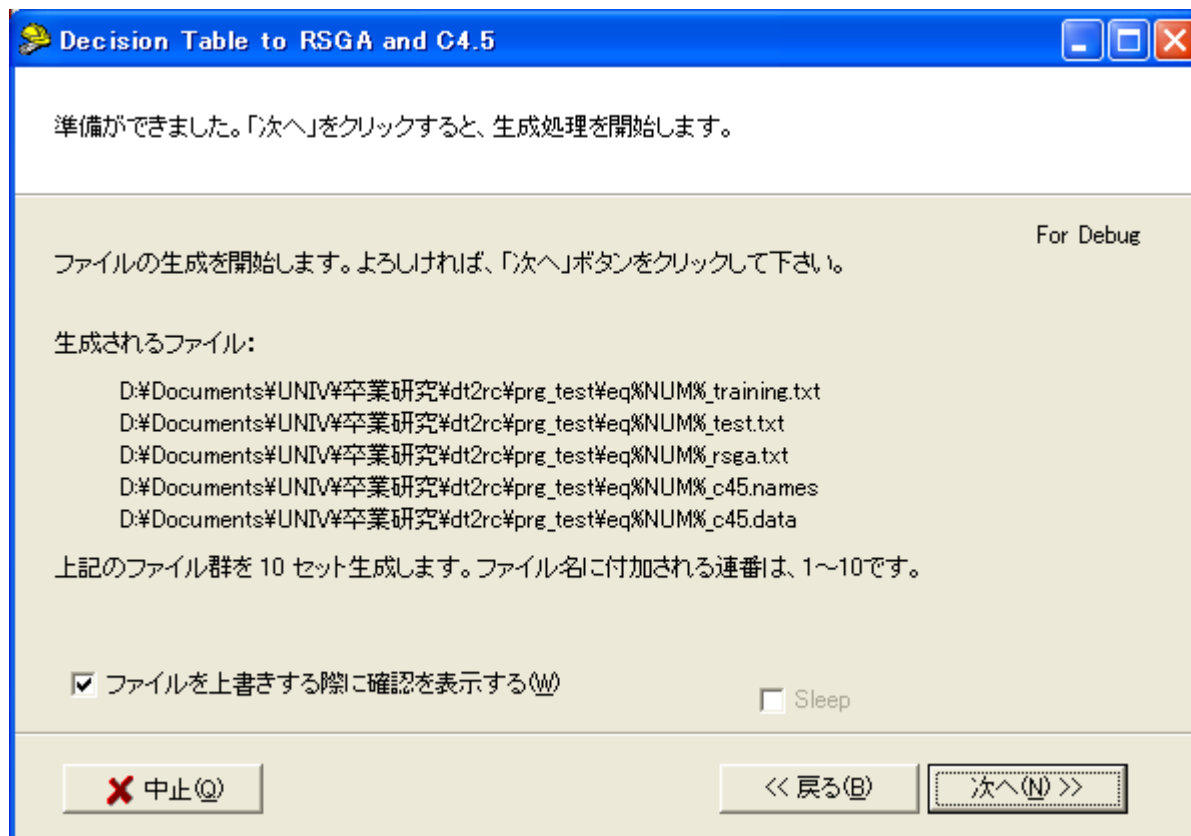 Decision Table to RSGA and C4.5
準備ができました。「次へ」をクリックすると、生成処理を開始します。
For Debug
ファイルの生成を開始します。よろしければ、「次へ」ボタンをクリックして下さい。
生成されるファイル:
D:¥Documents¥UNIV¥卒業研究¥dt2rc¥prg_test¥eq%NUM%_training.txt
D:¥Documents¥UNIV¥卒業研究¥dt2rc¥prg_test¥eq%NUM%_test.txt
D:¥Documents¥UNIV¥卒業研究¥dt2rc¥prg_test¥eq%NUM%_rsga.txt
D:¥Documents¥UNIV¥卒業研究¥dt2rc¥prg_test¥eq%NUM%_c45.names
D:¥Documents¥UNIV¥卒業研究¥dt2rc¥prg_test¥eq%NUM%_c45.data
上記のファイル群を 10 セット生成します。ファイル名に付加される連番は、1～10です。
ファイルを上書きする際に確認を表示する(W)
Sleep
中止(Q)
<< 戻る(B)
次へ(N) >>